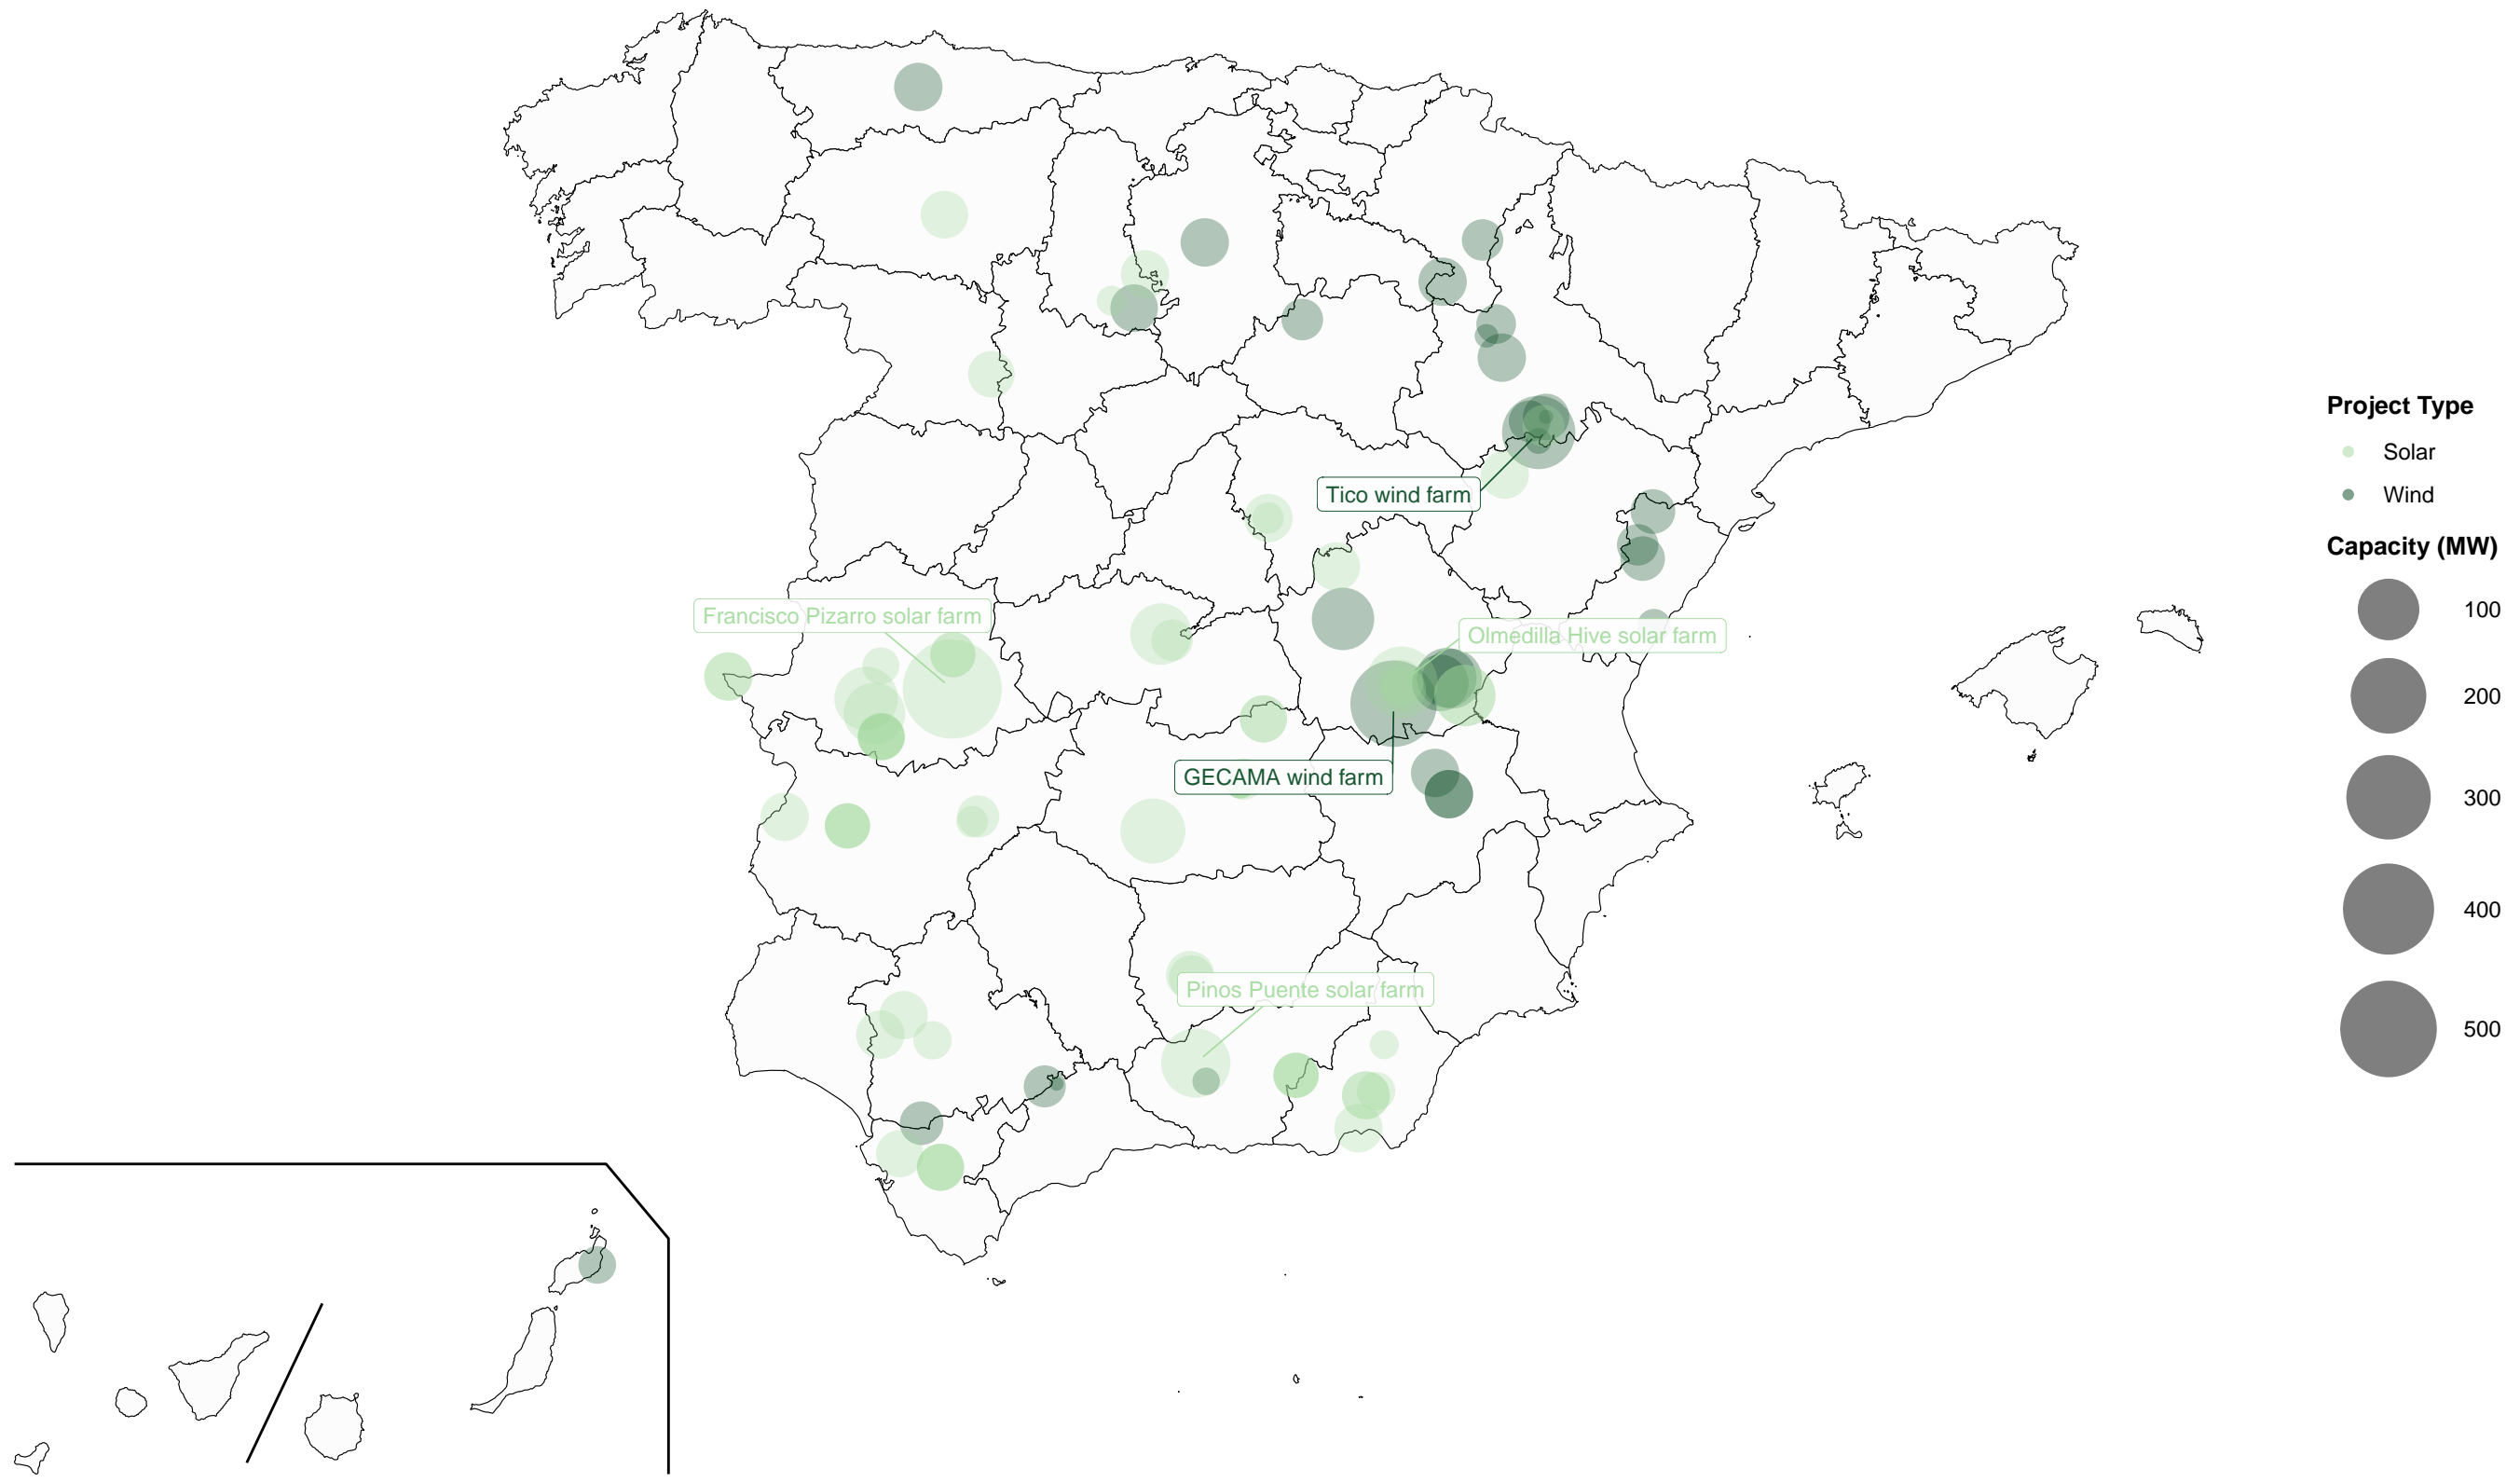 Project Type
Solar
Wind
Tico wind farm
Capacity (MW)
100
Francisco Pizarro solar farm
Olmedilla Hive solar farm
200
GECAMA wind farm
300
400
Pinos Puente solar farm
500